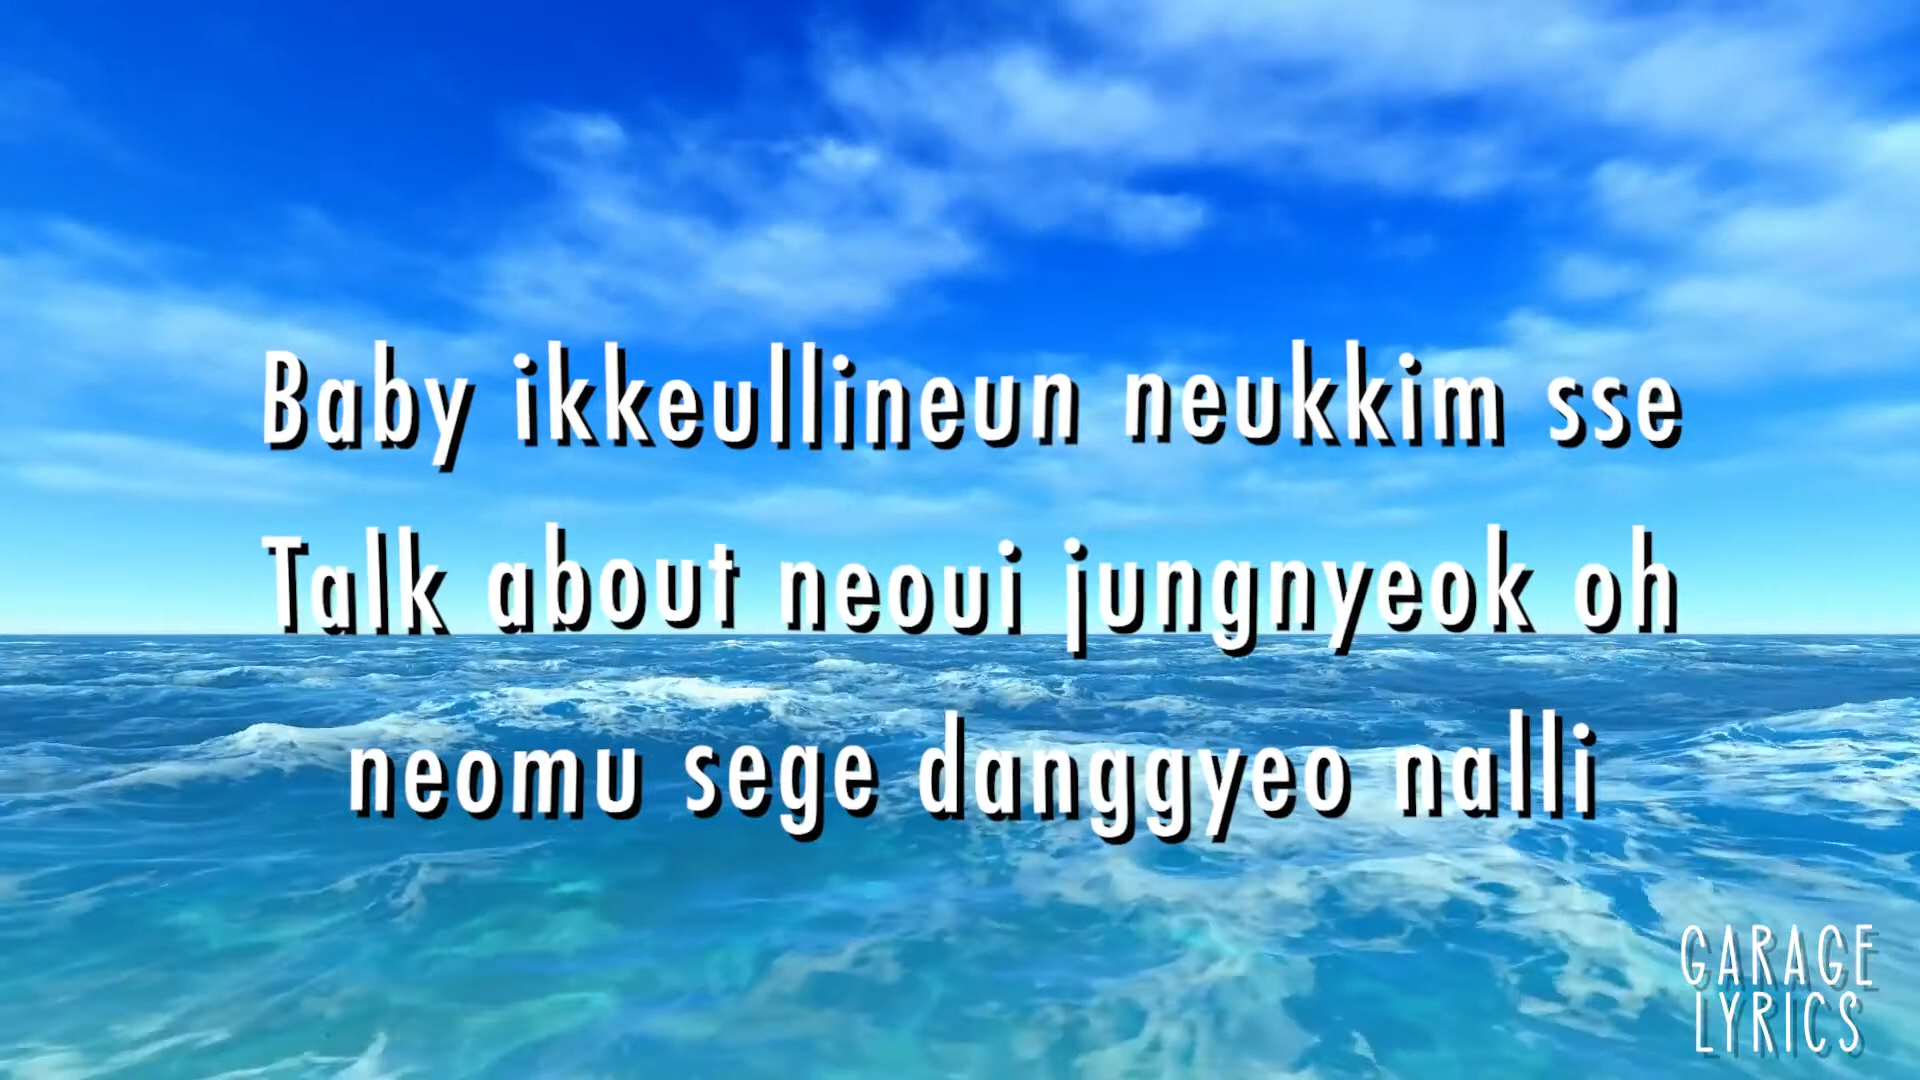 Baby ikkeullineun neukkim sse
Talk about neoui jungnyeok oh
neomu sege danggyeo nalli
GARAGE
LYRICS